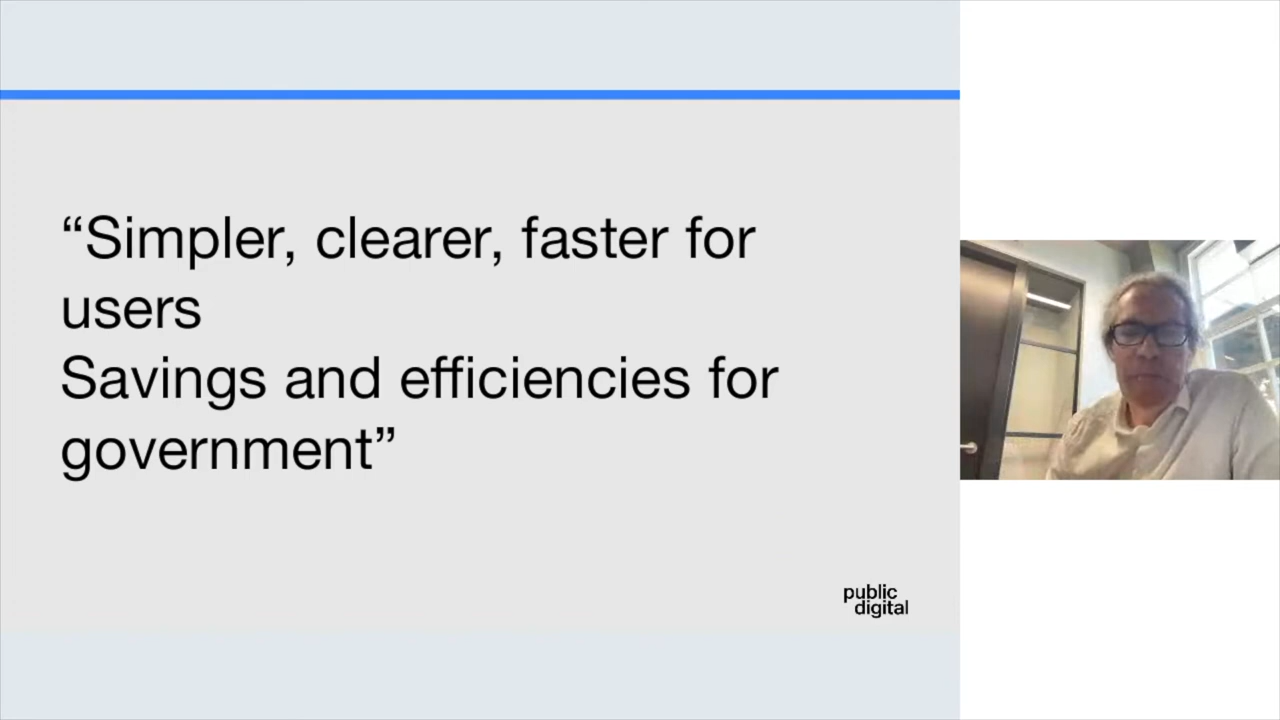 “Simpler, clearer, faster for
users
Savings and efficiencies for
government”
public
digital